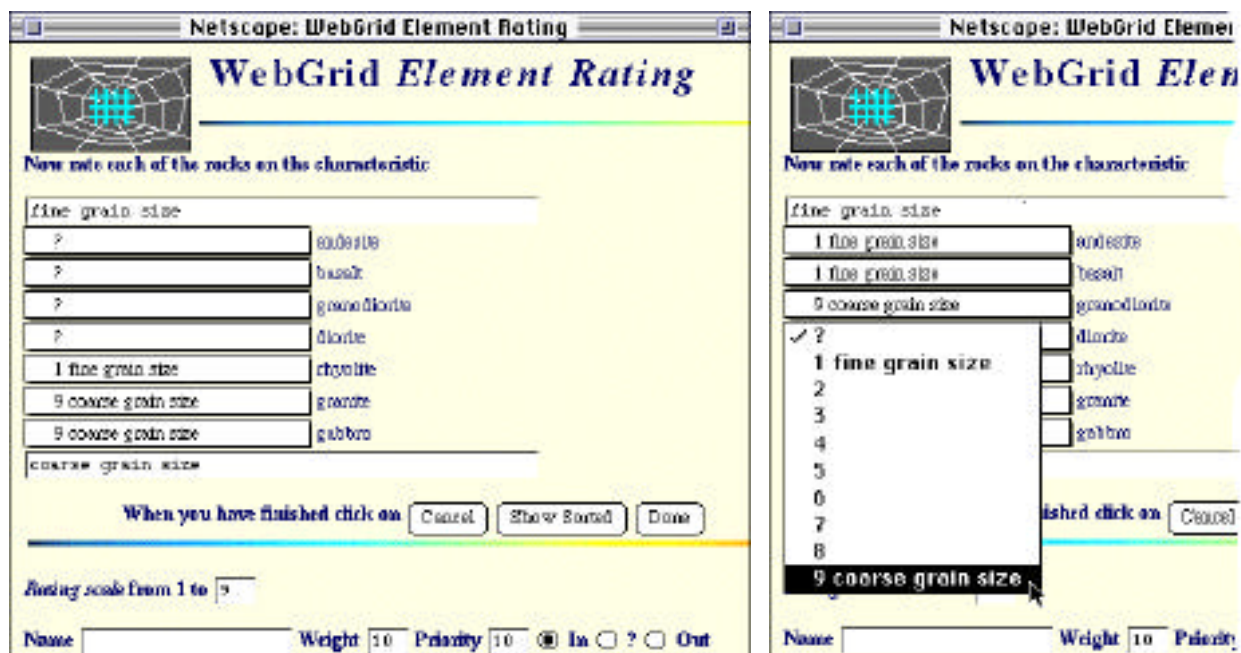 Netscape: WebGrid Element Rating
WebGrid Element Rating
Now rate each of the rocks on the characteristic
fine grain size
? andesite
? basalt
? granodiorite
? diorite
1 fine grain size rhyolite
9 coarse grain size granite
9 coarse grain size gabbro
coarse grain size
When you have finished click on Cancel Show Sorted Done
Rating scale from 1 to 9
Name Weight 10 Priority 10 In ? Out
Netscape: WebGrid Elemen
WebGrid Elem
Now rate each of the rocks on the characteristic
fine grain size
1 fine grain size andesite
1 fine grain size basalt
9 coarse grain size granodiorite
? diorite
1 fine grain size rhyolite
2 granite
3
4 gabbro
5
6
7 ished click on Cancel
8
9 coarse grain size
Name Weight 10 Priority